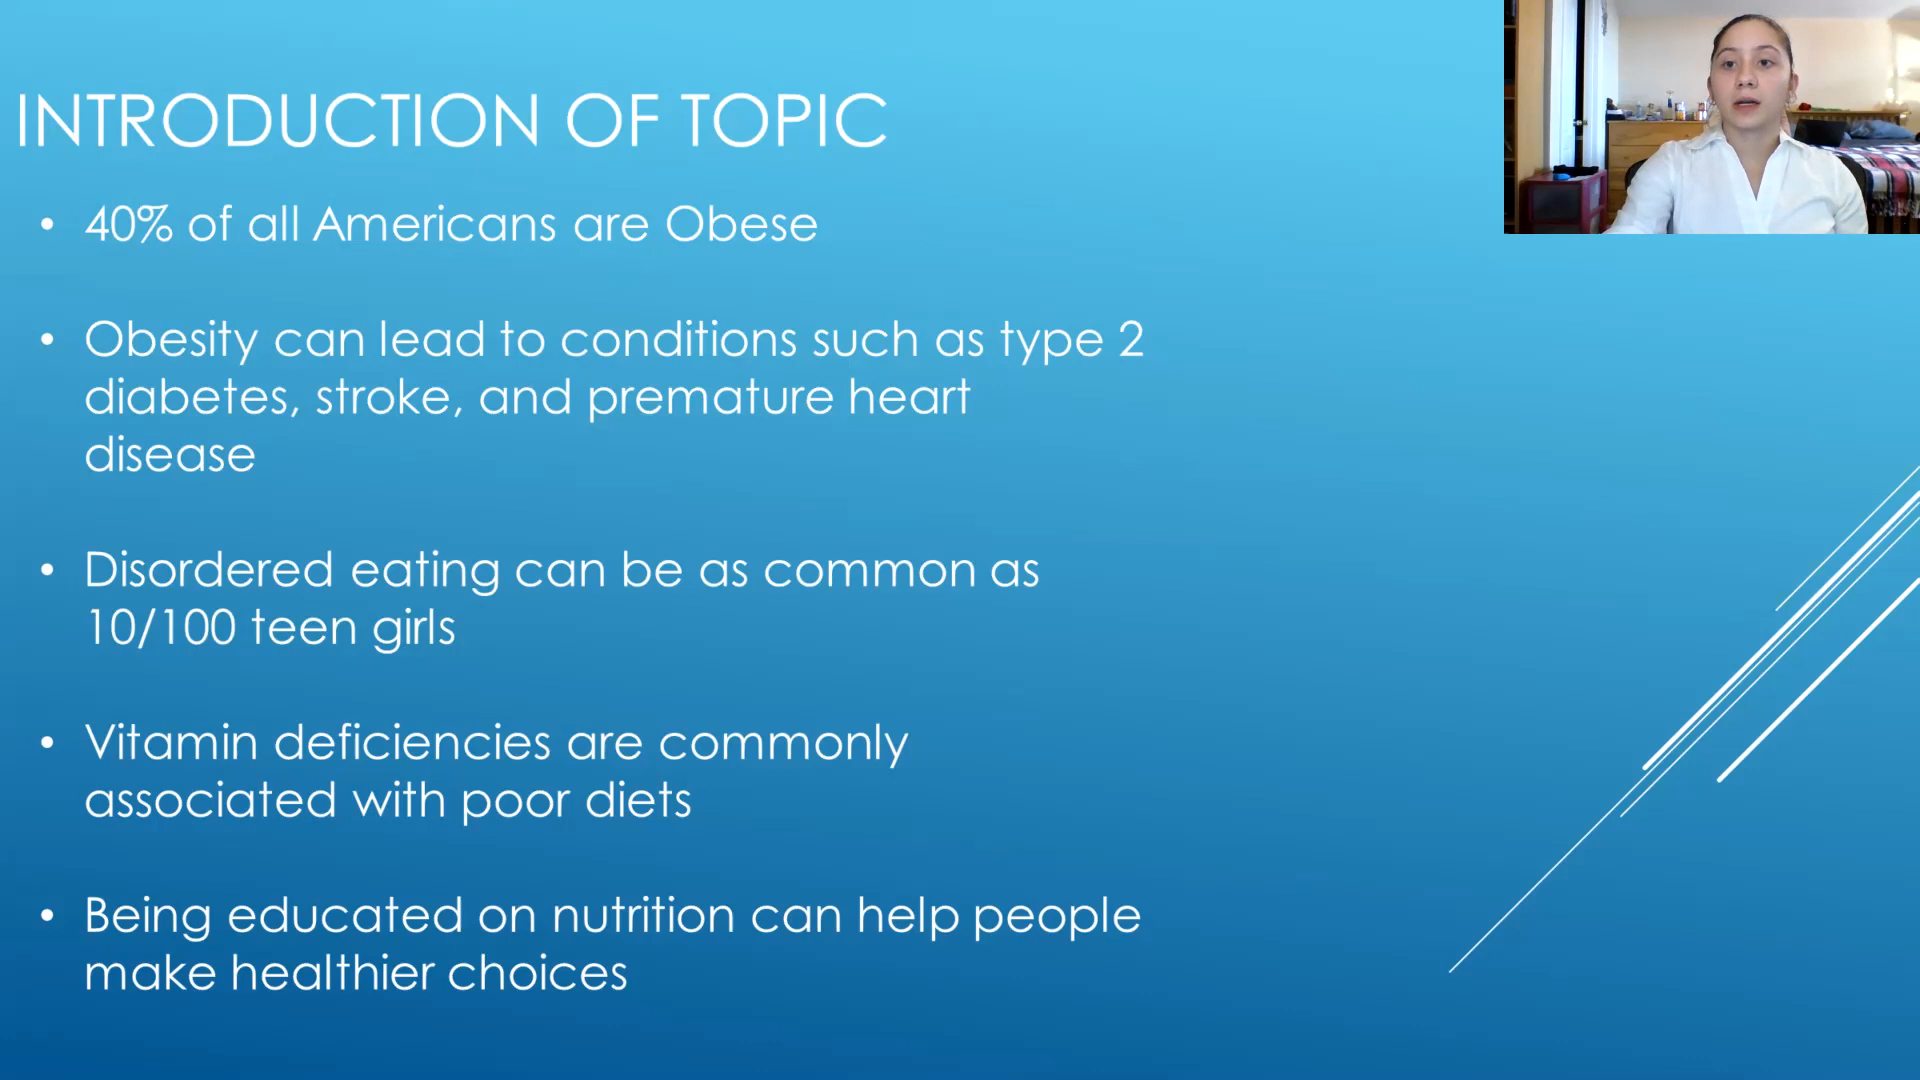 INTRODUCTION OF TOPIC
• 40% of all Americans are Obese
• Obesity can lead to conditions such as type 2
diabetes, stroke, and premature heart
disease
• Disordered eating can be as common as
10/100 teen girls
• Vitamin deficiencies are commonly
associated with poor diets
• Being educated on nutrition can help people
make healthier choices